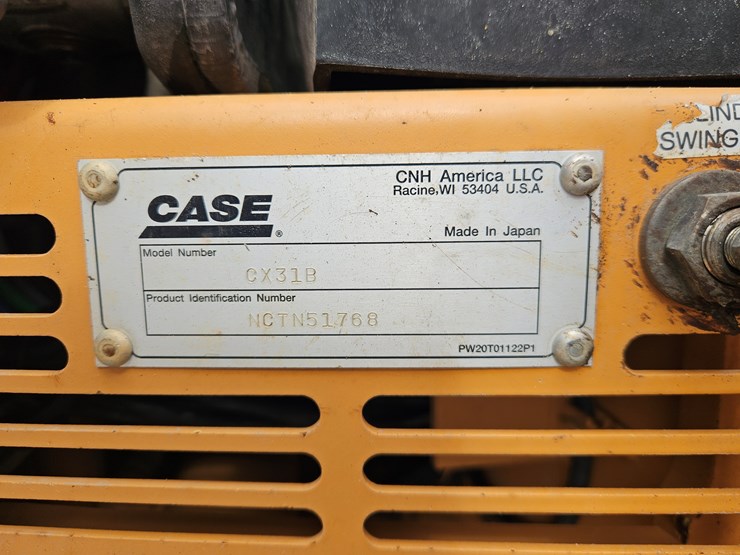 CASE®
CNH America LLC
Racine, WI 53404 U.S.A.
Made In Japan
Model Number
CX31B
Product Identification Number
NCTN51768
PW20T01122P1
SWING